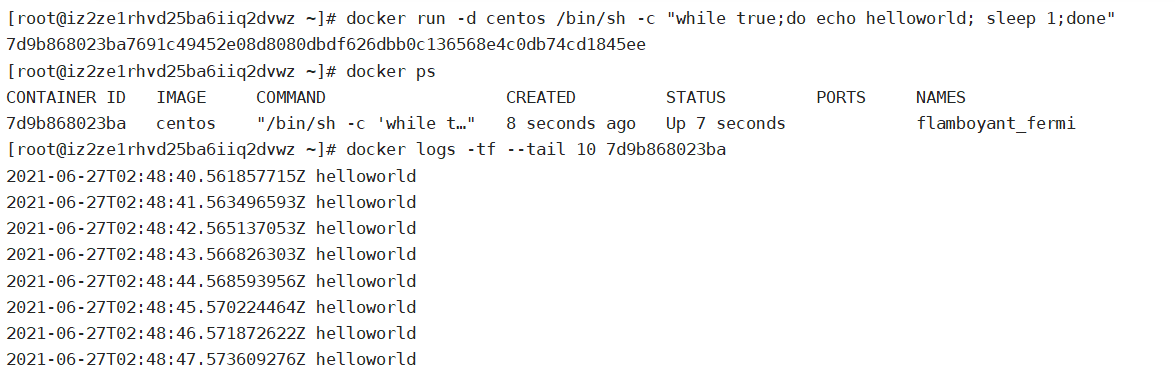 [root@iz2ze1rhvd25ba6iiq2dvwz ~]# docker run -d centos /bin/sh -c "while true;do echo helloworld; sleep 1;done"
7d9b868023ba7691c49452e08d8080dbdf626dbb0c136568e4c0db74cd1845ee
[root@iz2ze1rhvd25ba6iiq2dvwz ~]# docker ps
CONTAINER ID   IMAGE     COMMAND                  CREATED         STATUS         PORTS     NAMES
7d9b868023ba   centos    "/bin/sh -c 'while t…"   8 seconds ago   Up 7 seconds             flamboyant_fermi
[root@iz2ze1rhvd25ba6iiq2dvwz ~]# docker logs -tf --tail 10 7d9b868023ba
2021-06-27T02:48:40.561857715Z helloworld
2021-06-27T02:48:41.563496593Z helloworld
2021-06-27T02:48:42.565137053Z helloworld
2021-06-27T02:48:43.566826303Z helloworld
2021-06-27T02:48:44.568593956Z helloworld
2021-06-27T02:48:45.570224464Z helloworld
2021-06-27T02:48:46.571872622Z helloworld
2021-06-27T02:48:47.573609276Z helloworld